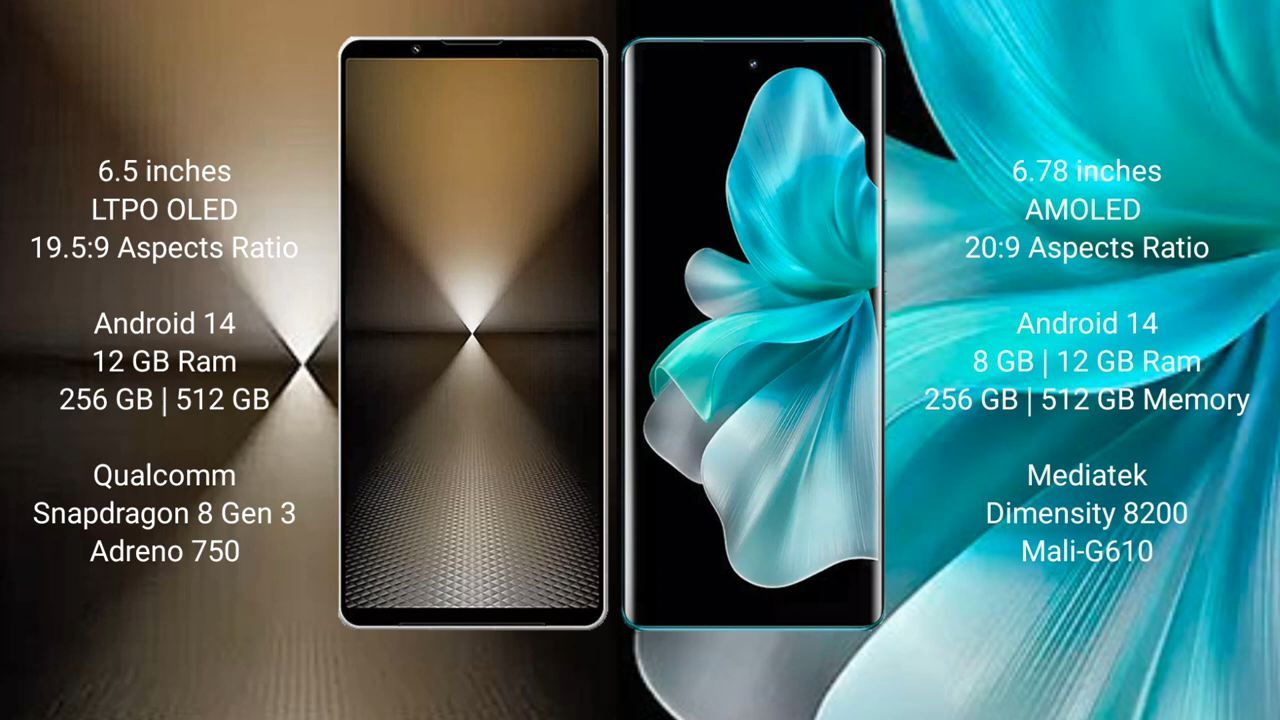 6.5 inches
LTPO OLED
19.5:9 Aspects Ratio
Android 14
12 GB Ram
256 GB | 512 GB
Qualcomm
Snapdragon 8 Gen 3
Adreno 750
6.78 inches
AMOLED
20:9 Aspects Ratio
Android 14
8 GB | 12 GB Ram
256 GB | 512 GB Memory
Mediatek
Dimensity 8200
Mali-G610